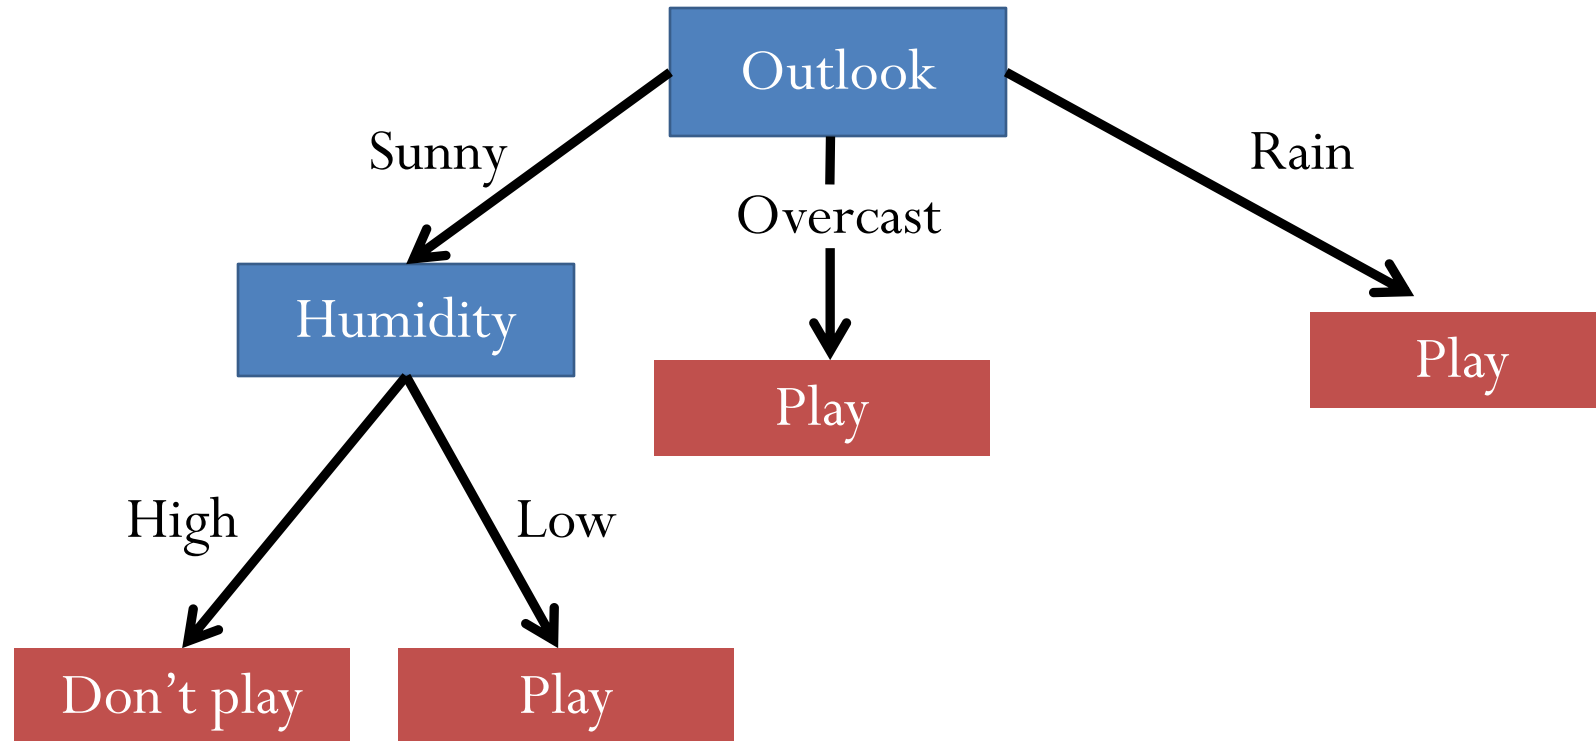 Outlook
Sunny
Rain
Overcast
Humidity
Play
Play
High
Low
Don’t play
Play